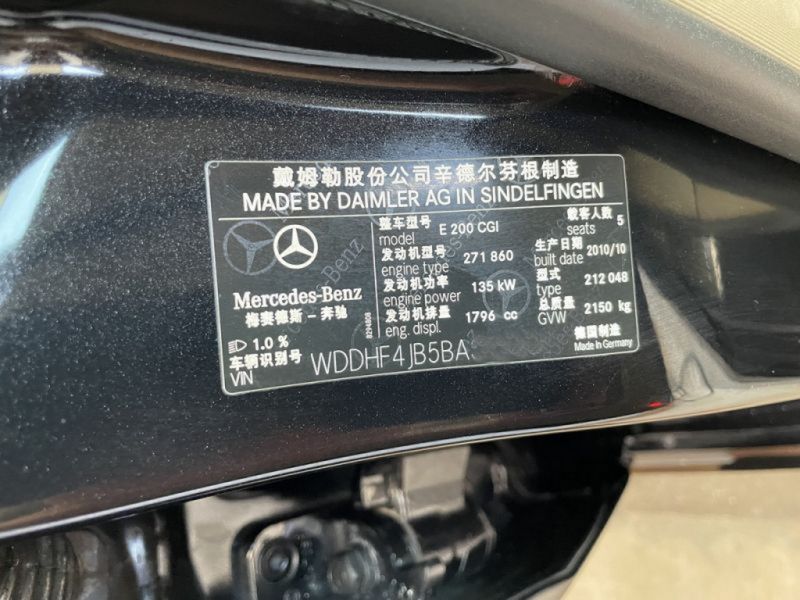 戴姆勒股份公司辛德尔芬根制造
MADE BY DAIMLER AG IN SINDELFINGEN
整车型号
model E 200 CGI
载客人数
seats 5
发动机型号
engine type 271 860
生产日期
built date 2010/10
发动机功率
engine power 135 kW
型式
type 212 048
发动机排量
eng. displ. 1796 cc
总质量
GVW 2150 kg
Mercedes-Benz
梅赛德斯-奔驰
1.0 %
车辆识别号
VIN WDDHF4JB5BA
德国制造
Made in Germany